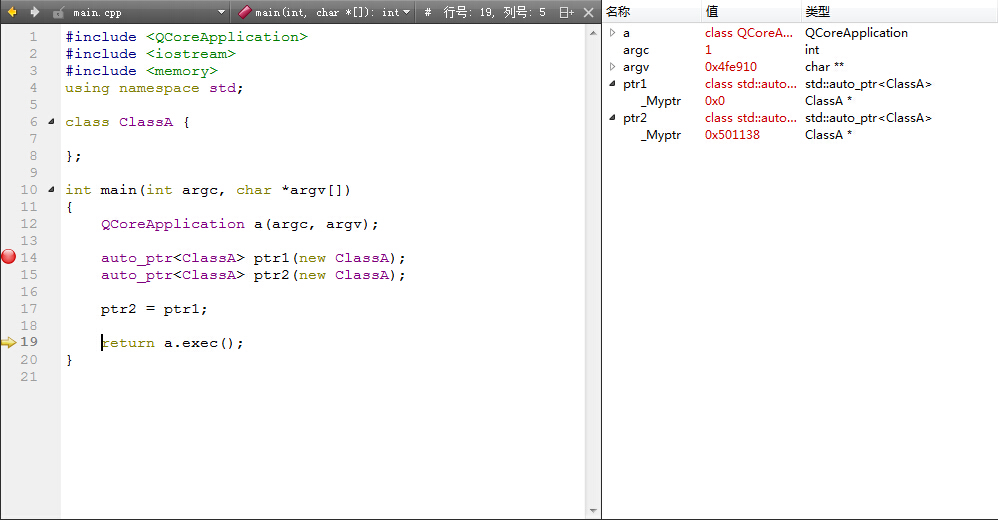 main.cpp main(int, char *[]): int # 行号: 19, 列号: 5
1 #include <QCoreApplication>
2 #include <iostream>
3 #include <memory>
4 using namespace std;
5
6 class ClassA {
7
8 };
9
10 int main(int argc, char *argv[])
11 {
12     QCoreApplication a(argc, argv);
13
14     auto_ptr<ClassA> ptr1(new ClassA);
15     auto_ptr<ClassA> ptr2(new ClassA);
16
17     ptr2 = ptr1;
18
19     return a.exec();
20 }
21
名称 值 类型
a class QCoreA... QCoreApplication
argc 1 int
argv 0x4fe910 char **
ptr1 class std::auto... std::auto_ptr<ClassA>
_Myptr 0x0 ClassA *
ptr2 class std::auto... std::auto_ptr<ClassA>
_Myptr 0x501138 ClassA *